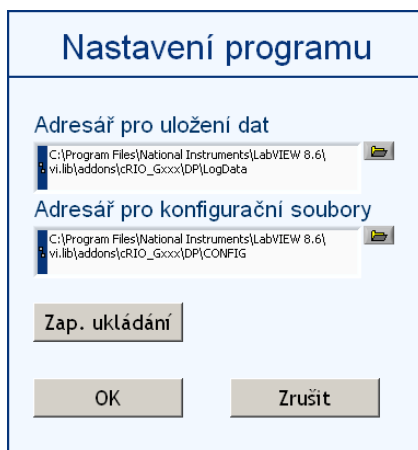 Nastavení programu
Adresář pro uložení dat
C:\Program Files\National Instruments\LabVIEW 8.6\
vi.lib\addons\cRIO_Gxxx\DP\LogData
Adresář pro konfigurační soubory
C:\Program Files\National Instruments\LabVIEW 8.6\
vi.lib\addons\cRIO_Gxxx\DP\CONFIG
Zap. ukládání
OK
Zrušit